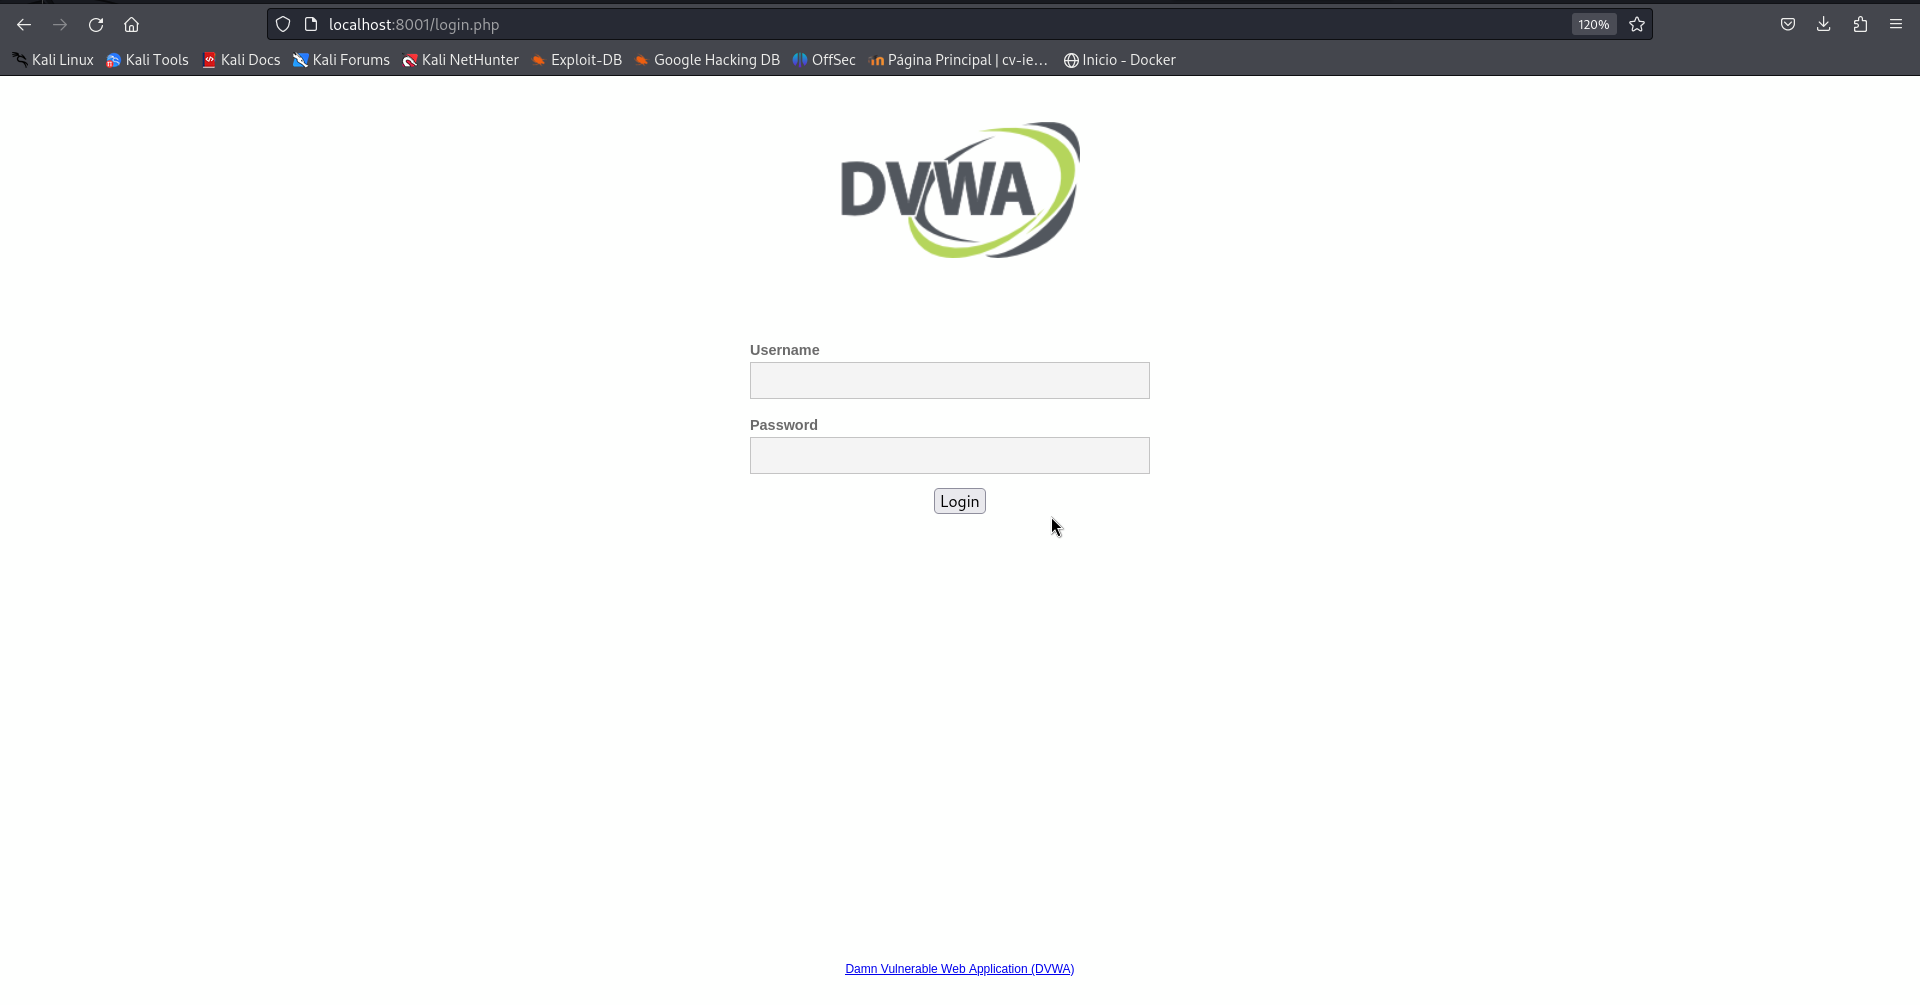 localhost:8001/login.php 120%
Kali Linux Kali Tools Kali Docs Kali Forums Kali NetHunter Exploit-DB Google Hacking DB OffSec Página Principal | cv-ie… Inicio - Docker
DVWA
Username
Password
Login
Damn Vulnerable Web Application (DVWA)